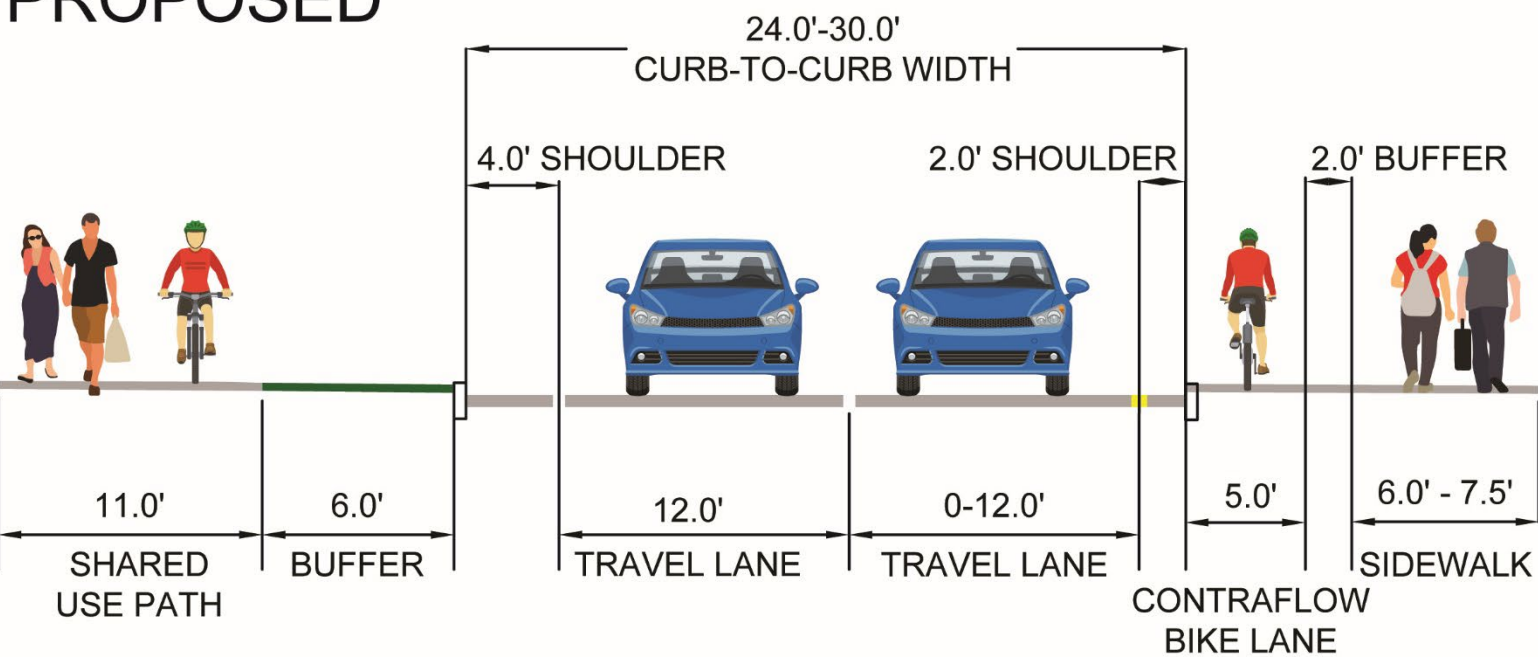 PROPOSED
24.0'-30.0'
CURB-TO-CURB WIDTH
4.0' SHOULDER
2.0' SHOULDER
2.0' BUFFER
11.0'
6.0'
12.0'
0-12.0'
5.0'
6.0' - 7.5'
SHARED
USE PATH
BUFFER
TRAVEL LANE
TRAVEL LANE
CONTRAFLOW
BIKE LANE
SIDEWALK